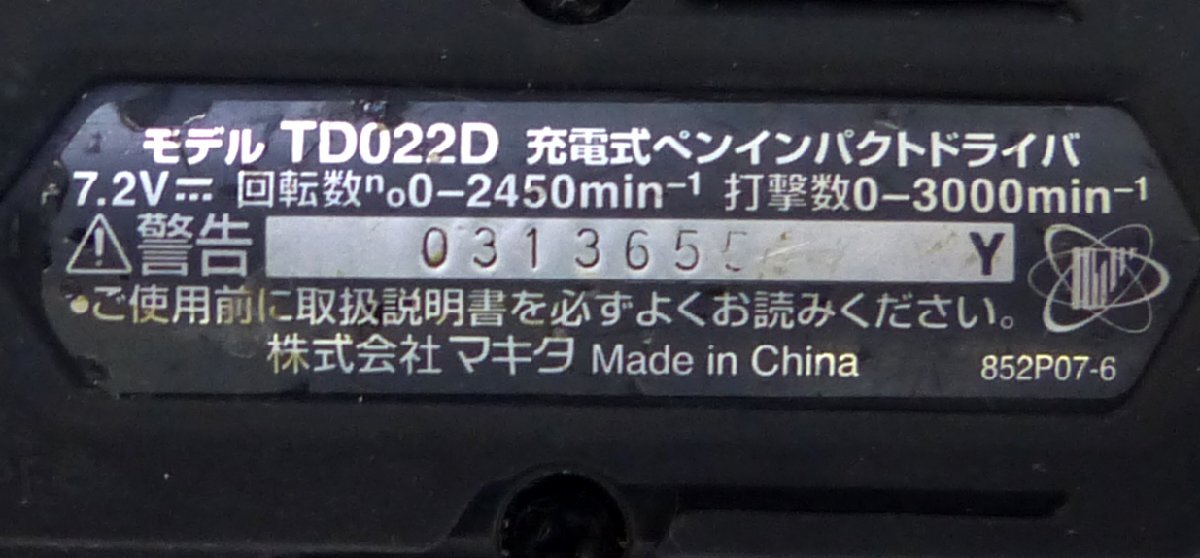 モデル TD022D 充電式ペンインパクトドライバ
7.2V⎓ 回転数n₀0-2450min⁻¹ 打撃数0-3000min⁻¹
⚠警告 0313655 Y
●ご使用前に取扱説明書を必ずよくお読みください。
株式会社マキタ Made in China 852P07-6